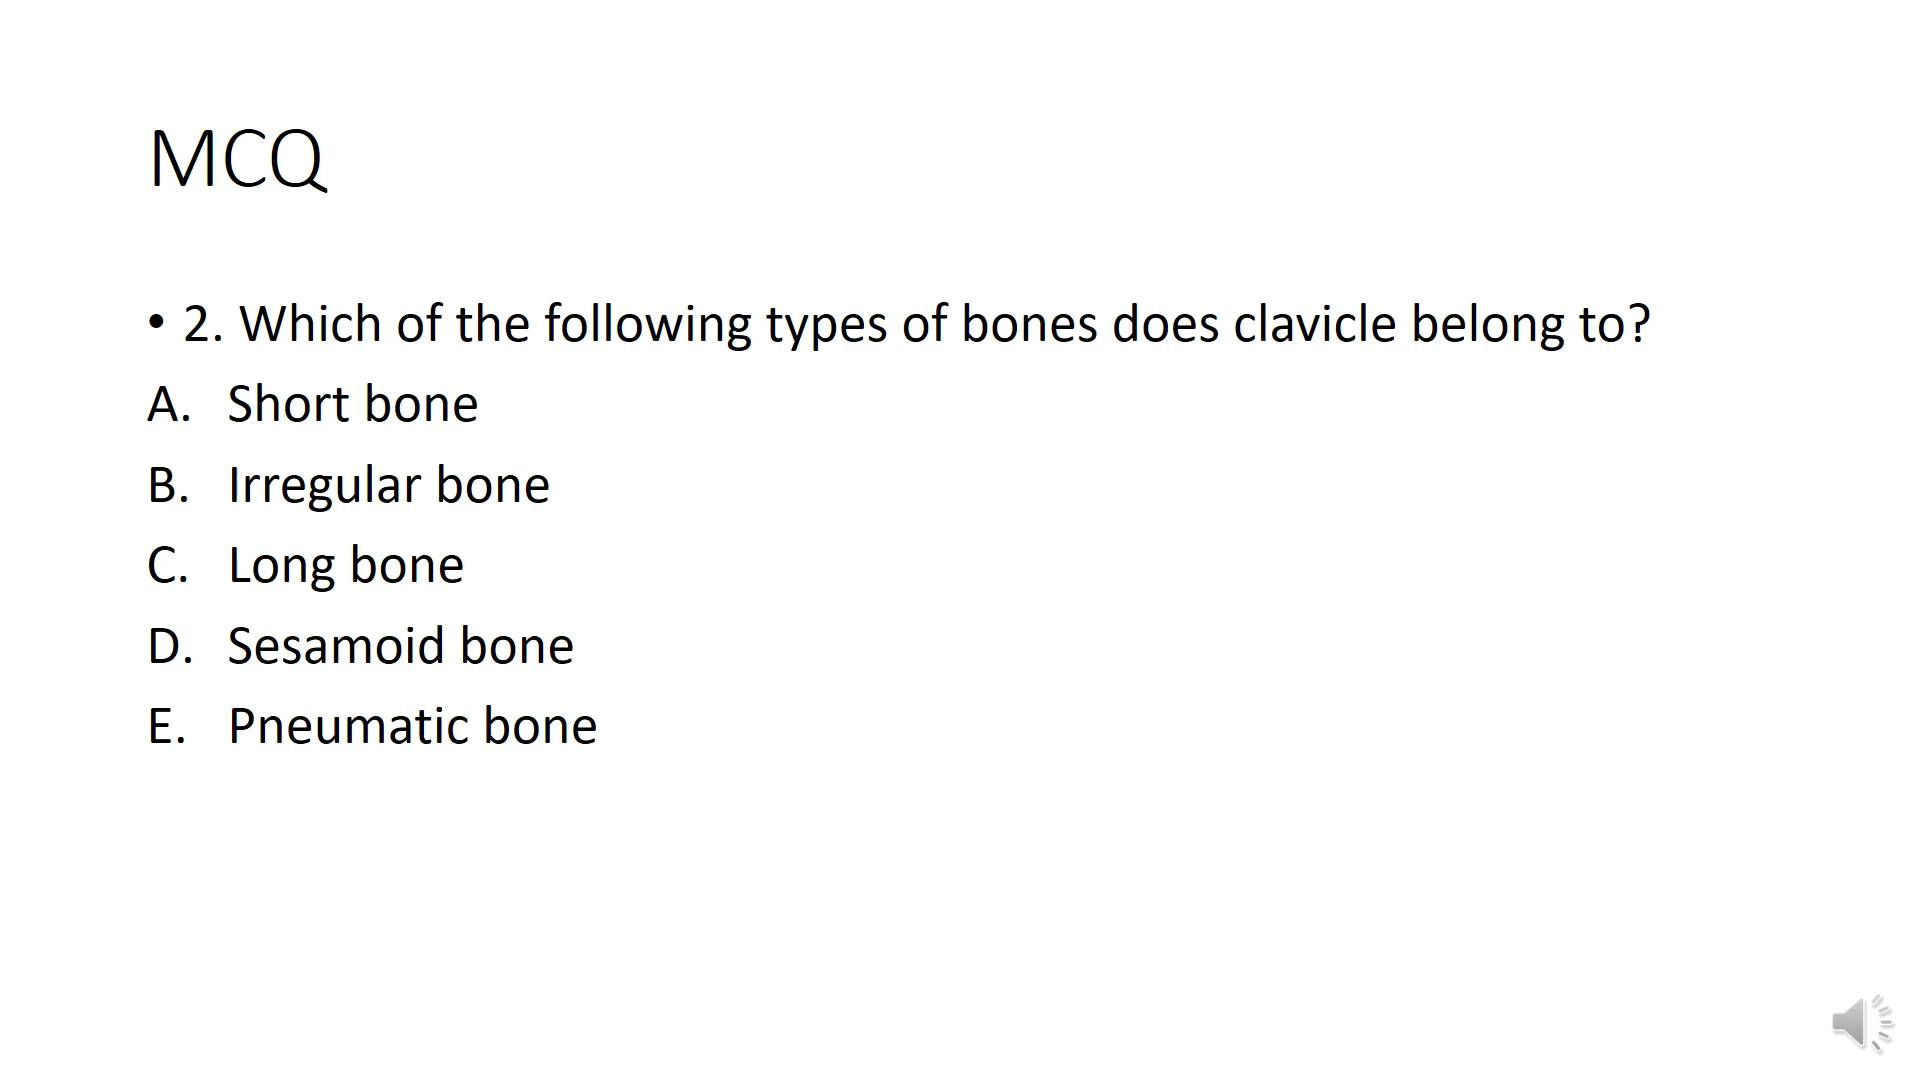 MCQ
• 2. Which of the following types of bones does clavicle belong to?
A. Short bone
B. Irregular bone
C. Long bone
D. Sesamoid bone
E. Pneumatic bone